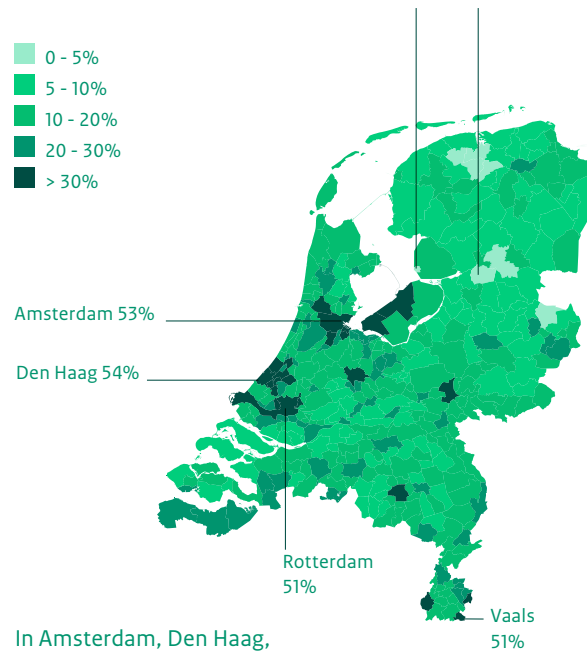 0 - 5%
5 - 10%
10 - 20%
20 - 30%
> 30%
Amsterdam 53%
Den Haag 54%
Rotterdam
51%
Vaals
51%
In Amsterdam, Den Haag,